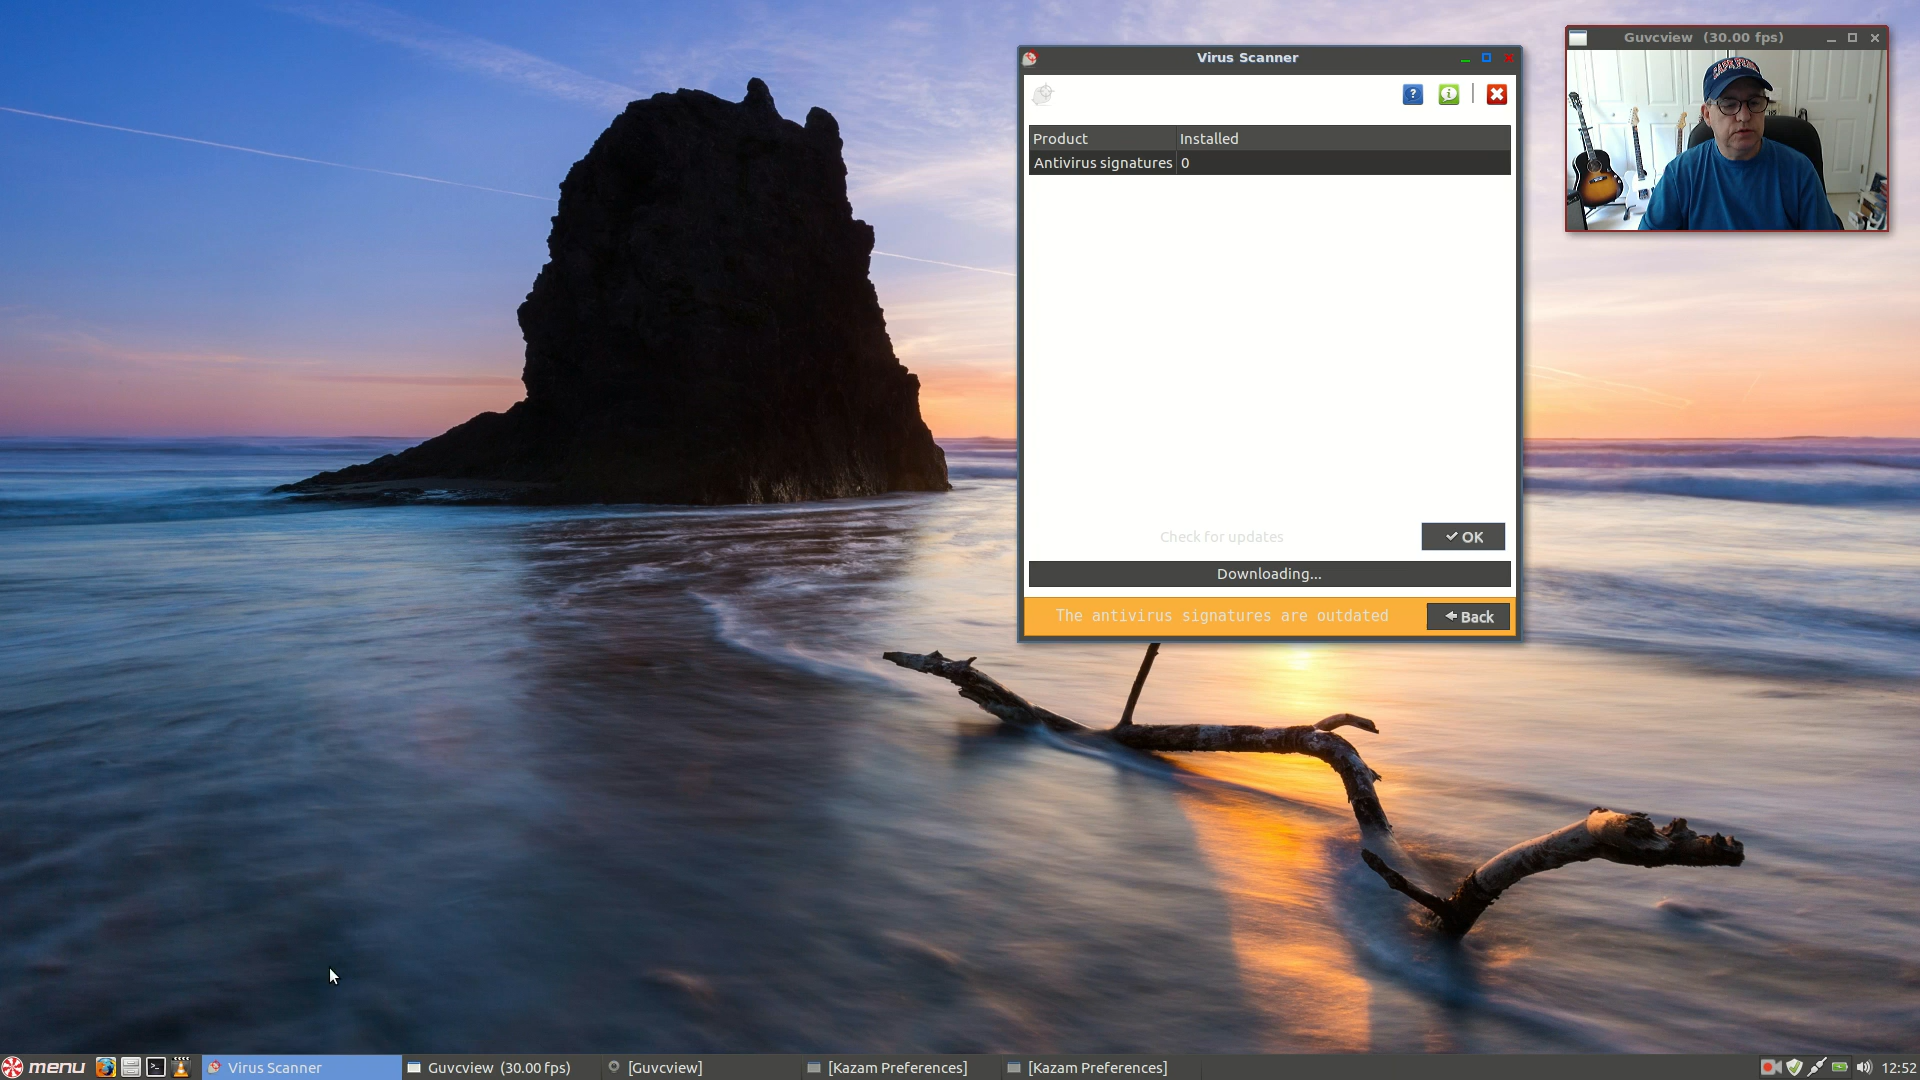 Guvcview (30.00 fps)
Virus Scanner
Product Installed
Antivirus signatures 0
Check for updates
OK
Downloading...
The antivirus signatures are outdated
Back
menu
Virus Scanner
Guvcview (30.00 fps)
[Guvcview]
[Kazam Preferences]
[Kazam Preferences]
12:52